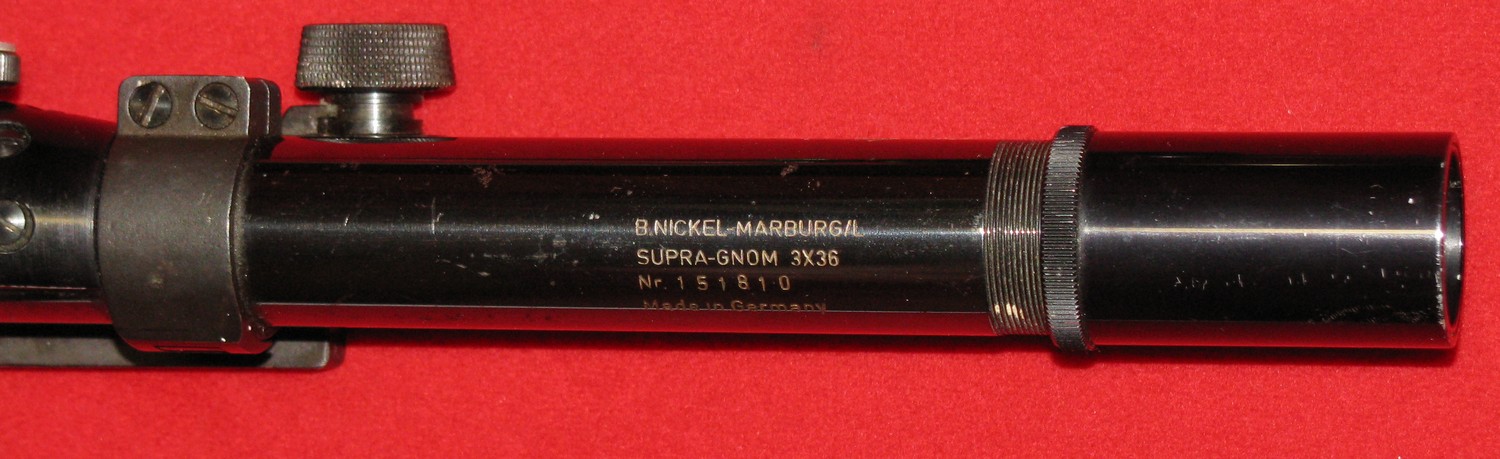 B.NICKEL-MARBURG/L
SUPRA-GNOM 3X36
Nr. 151810
Made in Germany